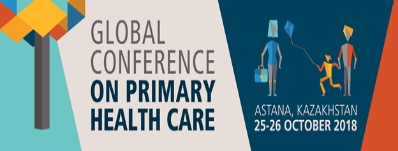 GLOBAL
CONFERENCE
ON PRIMARY
HEALTH CARE
ASTANA, KAZAKHSTAN
25-26 OCTOBER 2018